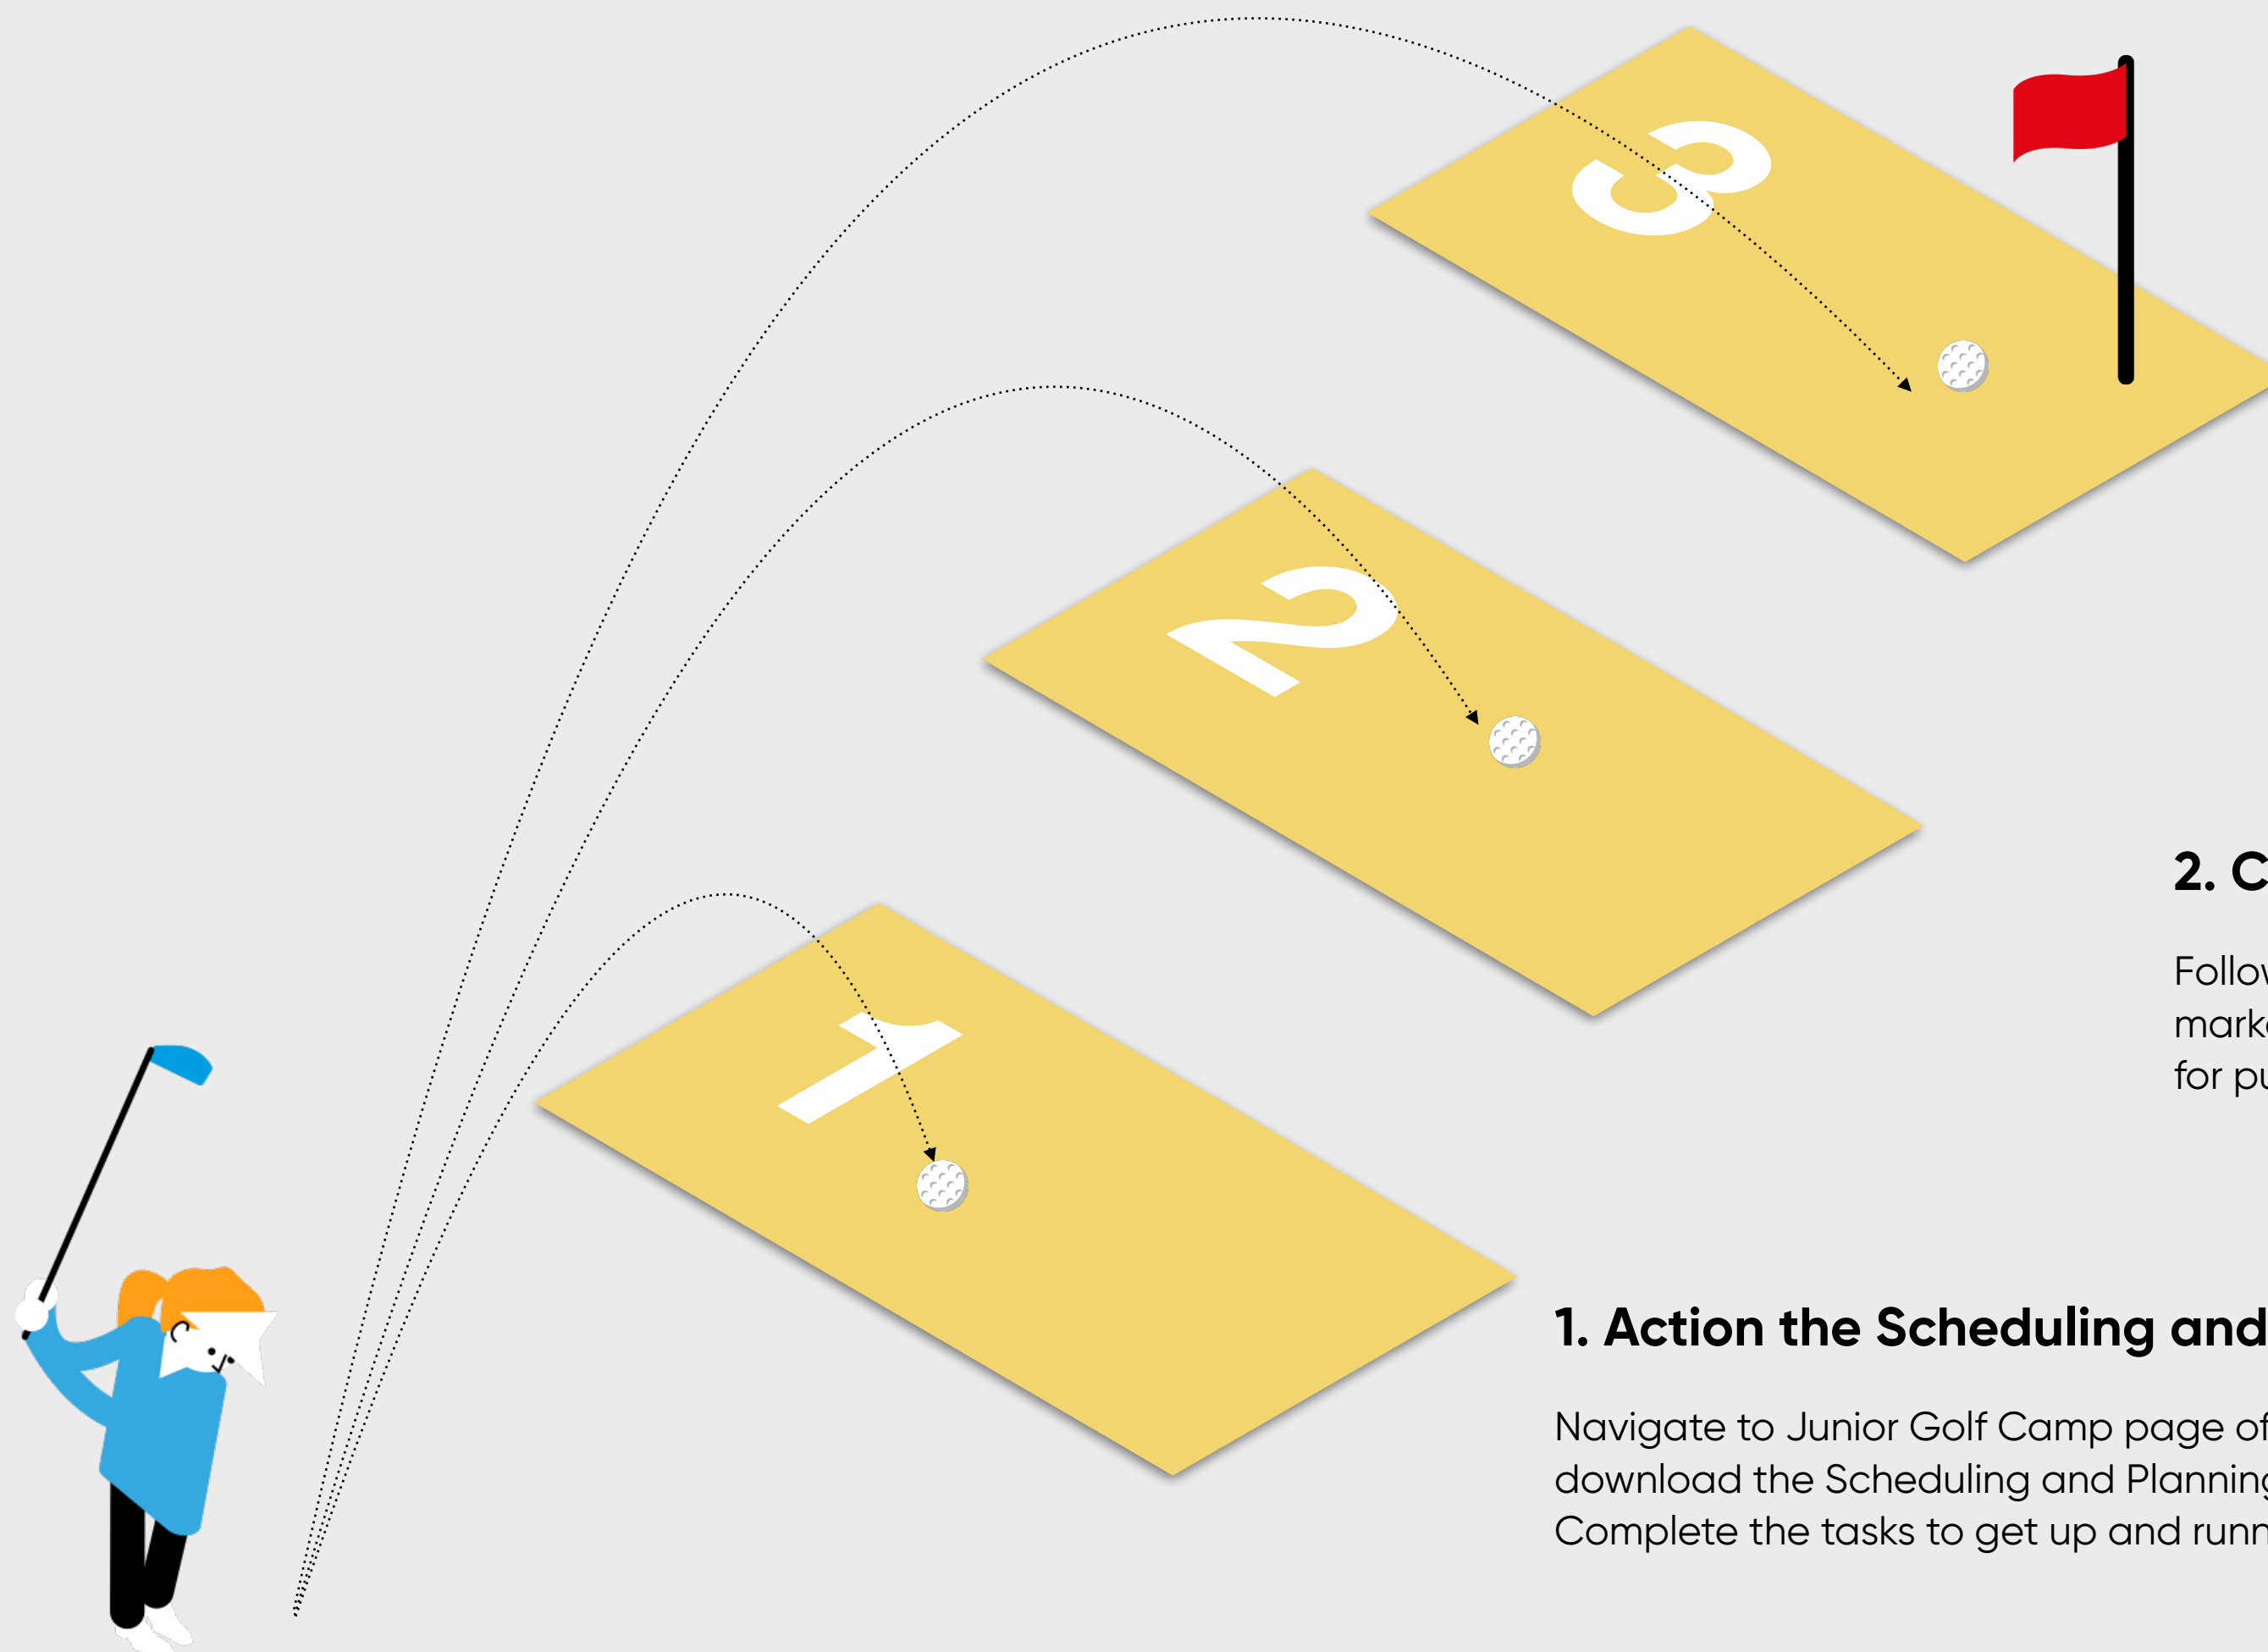 3
2
1
2. C
Follow
mark
for pu
1. Action the Scheduling and
Navigate to Junior Golf Camp page of
download the Scheduling and Planning
Complete the tasks to get up and runn